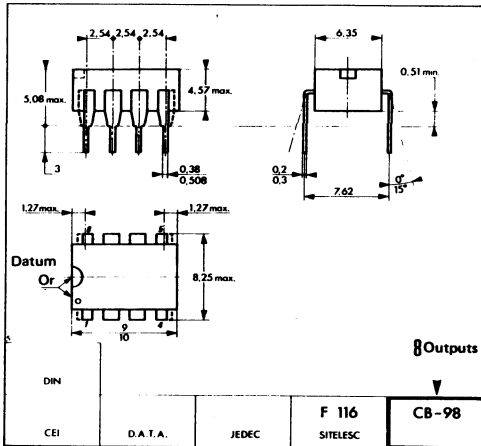 2,54 2,54 2,54
6,35
5,08 max.
4,57 max.
0,51 min.
3
0,38
0,508
0,2
0,3
7,62
0°
15°
1,27 max.
1,27 max.
8 5
Datum
Or
8,25 max.
1 4
9
10
8 Outputs
DIN
CEI
D.A.T.A.
JEDEC
F 116
SITELESC
CB-98